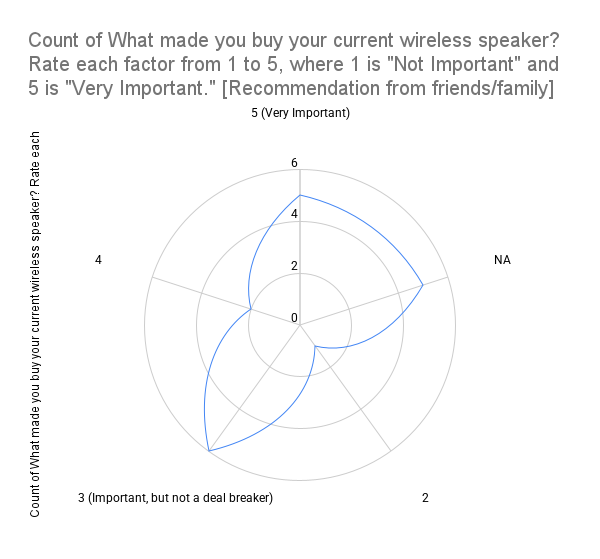 Count of What made you buy your current wireless speaker?
Rate each factor from 1 to 5, where 1 is "Not Important" and
5 is "Very Important." [Recommendation from friends/family]
5 (Very Important)
6
4
2
0
4
NA
3 (Important, but not a deal breaker)
2
Count of What made you buy your current wireless speaker? Rate each